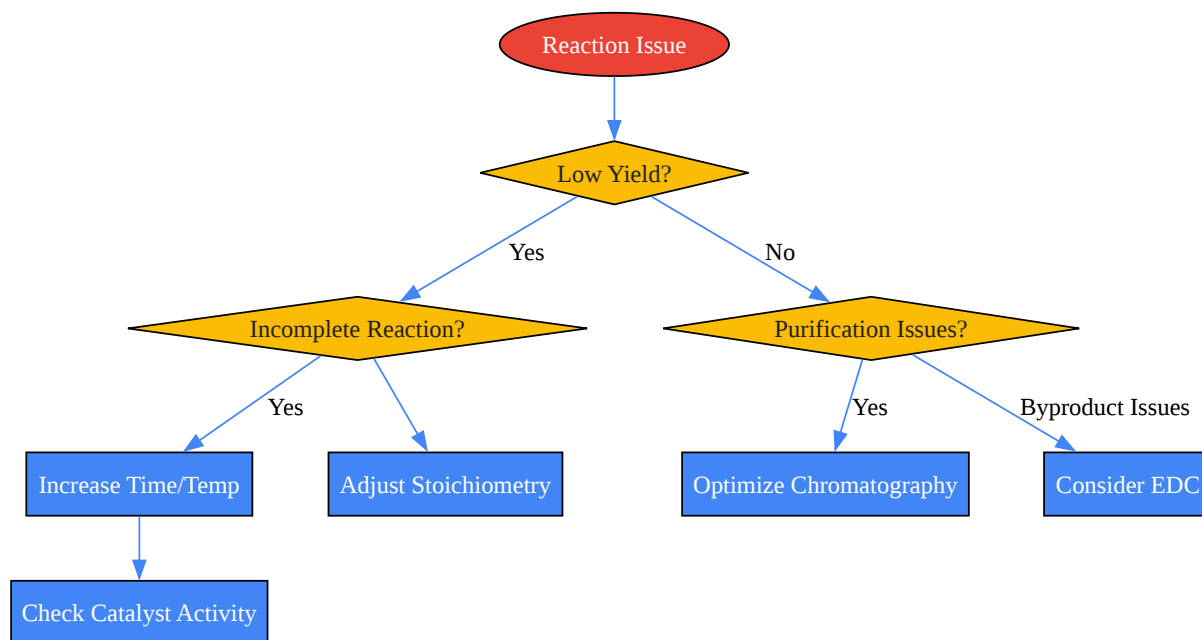 Reaction Issue
Low Yield?
Yes
No
Incomplete Reaction?
Purification Issues?
Yes
Yes
Byproduct Issues
Increase Time/Temp
Adjust Stoichiometry
Optimize Chromatography
Consider EDC
Check Catalyst Activity